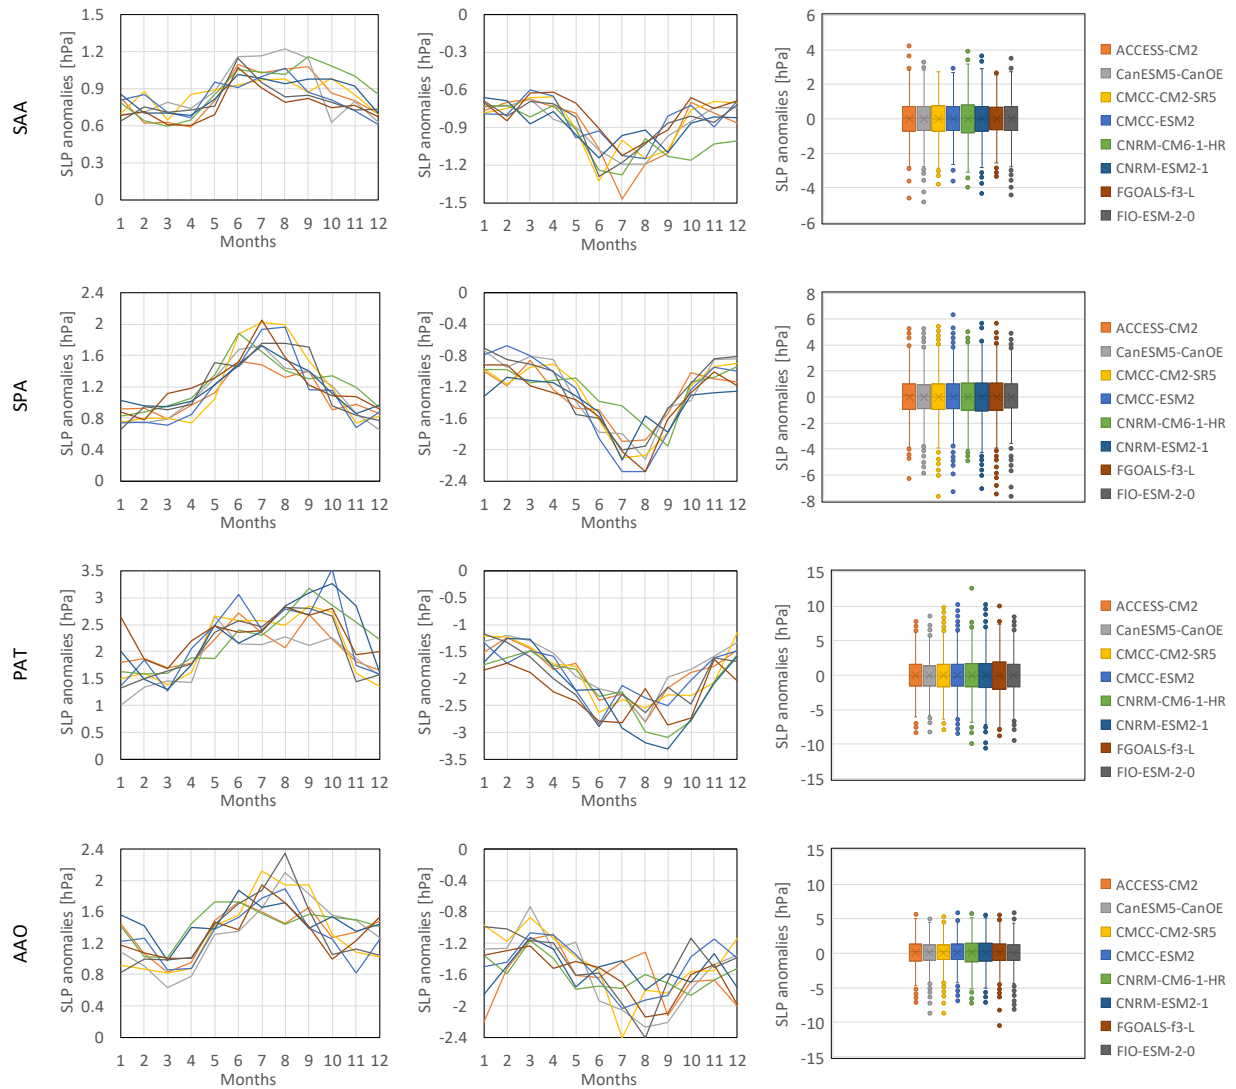 SAA
SLP anomalies [hPa]
1.5
1.2
0.9
0.6
0.3
0
1 2 3 4 5 6 7 8 9 10 11 12
Months
SLP anomalies [hPa]
-0
-0.3
-0.6
-0.9
-1.2
-1.5
1 2 3 4 5 6 7 8 9 10 11 12
Months
SLP anomalies [hPa]
6
4
2
0
-2
-4
-6
ACCESS-CM2
CanESM5-CanOE
CMCC-CM2-SR5
CMCC-ESM2
CNRM-CM6-1-HR
CNRM-ESM2-1
FGOALS-f3-L
FIO-ESM-2-0
SPA
SLP anomalies [hPa]
2.4
2
1.6
1.2
0.8
0.4
0
1 2 3 4 5 6 7 8 9 10 11 12
Months
SLP anomalies [hPa]
-0
-0.4
-0.8
-1.2
-1.6
-2
-2.4
1 2 3 4 5 6 7 8 9 10 11 12
Months
SLP anomalies [hPa]
8
6
4
2
0
-2
-4
-6
-8
ACCESS-CM2
CanESM5-CanOE
CMCC-CM2-SR5
CMCC-ESM2
CNRM-CM6-1-HR
CNRM-ESM2-1
FGOALS-f3-L
FIO-ESM-2-0
PAT
SLP anomalies [hPa]
3.5
3
2.5
2
1.5
1
0.5
0
1 2 3 4 5 6 7 8 9 10 11 12
Months
SLP anomalies [hPa]
-0
-0.5
-1
-1.5
-2
-2.5
-3
-3.5
1 2 3 4 5 6 7 8 9 10 11 12
Months
SLP anomalies [hPa]
15
10
5
0
-5
-10
-15
ACCESS-CM2
CanESM5-CanOE
CMCC-CM2-SR5
CMCC-ESM2
CNRM-CM6-1-HR
CNRM-ESM2-1
FGOALS-f3-L
FIO-ESM-2-0
AAO
SLP anomalies [hPa]
2.4
2
1.6
1.2
0.8
0.4
0
1 2 3 4 5 6 7 8 9 10 11 12
Months
SLP anomalies [hPa]
-0
-0.4
-0.8
-1.2
-1.6
-2
-2.4
1 2 3 4 5 6 7 8 9 10 11 12
Months
SLP anomalies [hPa]
15
10
5
0
-5
-10
-15
ACCESS-CM2
CanESM5-CanOE
CMCC-CM2-SR5
CMCC-ESM2
CNRM-CM6-1-HR
CNRM-ESM2-1
FGOALS-f3-L
FIO-ESM-2-0